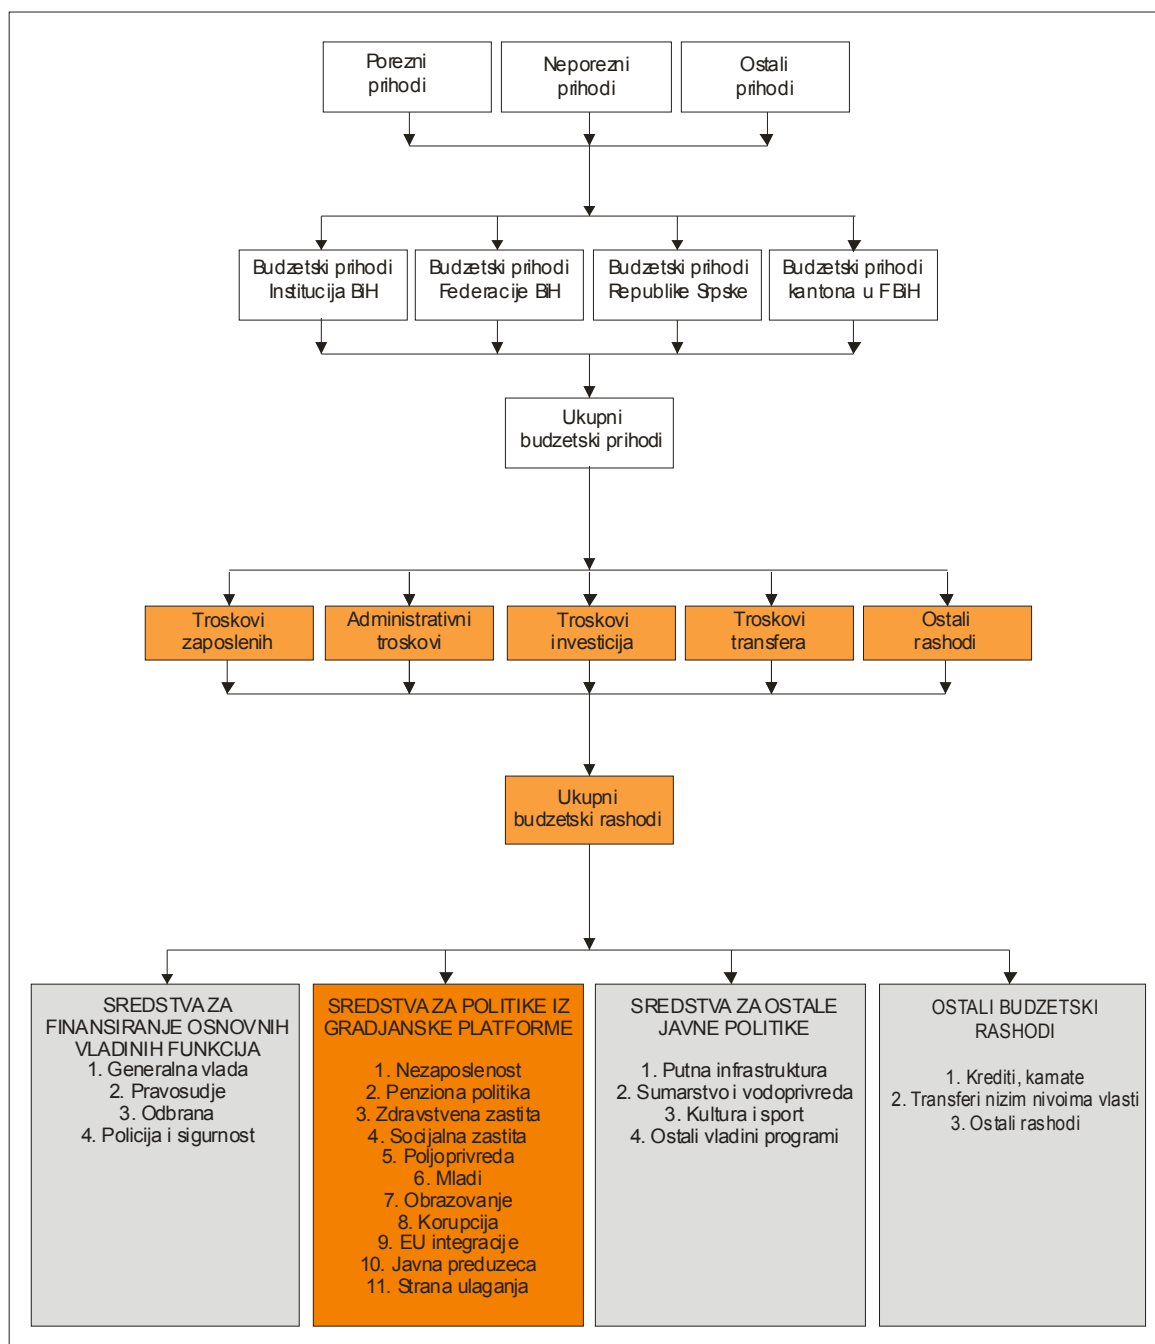 Porezni
prihodi
Neporezni
prihodi
Ostali
prihodi
Budzetski prihodi
Institucija BiH
Budzetski prihodi
Federacije BiH
Budzetski prihodi
Republike Srpske
Budzetski prihodi
kantona u FBiH
Ukupni
budzetski prihodi
Troskovi
zaposlenih
Administrativni
troskovi
Troskovi
investicija
Troskovi
transfera
Ostali
rashodi
Ukupni
budzetski rashodi
SREDSTVA ZA
FINANSIRANJE OSNOVNIH
VLADINIH FUNKCIJA
1. Generalna vlada
2. Pravosudje
3. Odbrana
4. Policija i sigurnost
SREDSTVA ZA POLITIKE IZ
GRADJANSKE PLATFORME
1. Nezaposlenost
2. Penziona politika
3. Zdravstvena zastita
4. Socijalna zastita
5. Poljoprivreda
6. Mladi
7. Obrazovanje
8. Korupcija
9. EU integracije
10. Javna preduzeca
11. Strana ulaganja
SREDSTVA ZA OSTALE
JAVNE POLITIKE
1. Putna infrastruktura
2. Sumarstvo i vodoprivreda
3. Kultura i sport
4. Ostali vladini programi
OSTALI BUDZETSKI
RASHODI
1. Krediti, kamate
2. Transferi nizim nivoima vlasti
3. Ostali rashodi